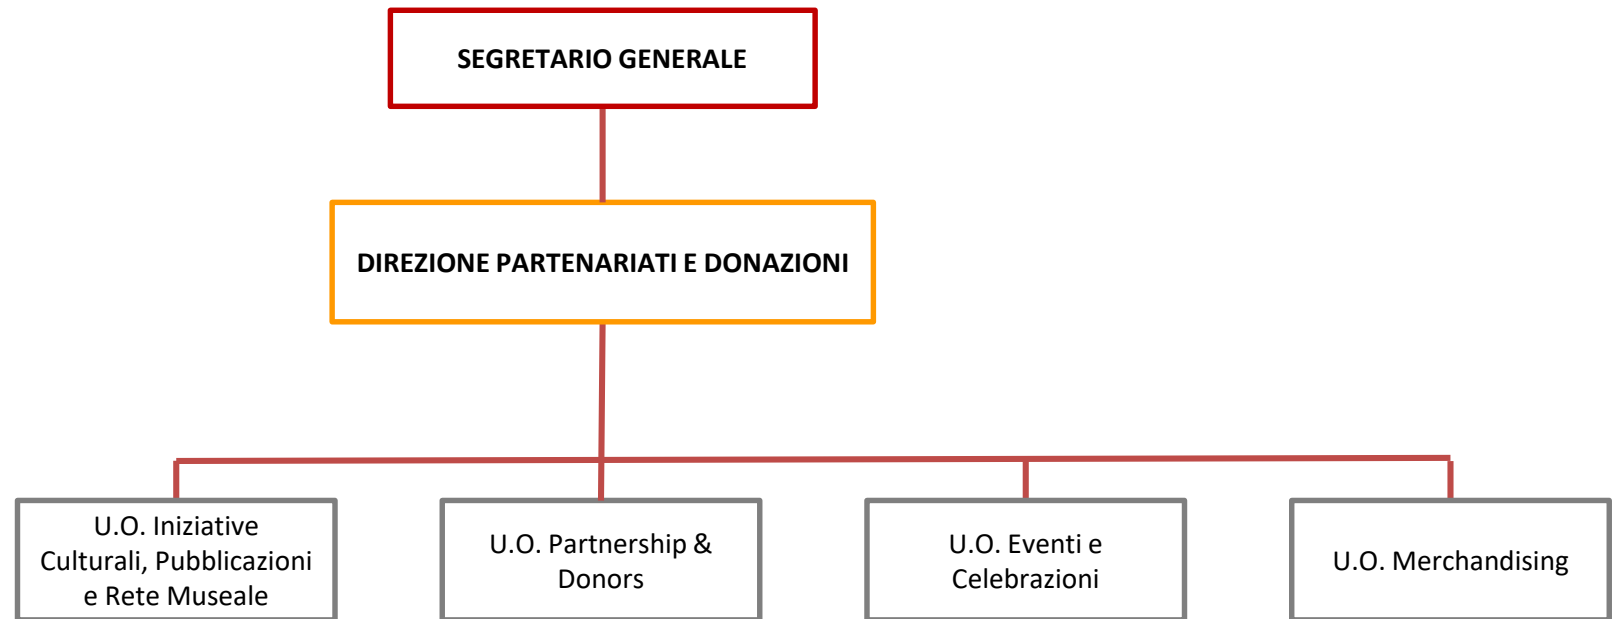 SEGRETARIO GENERALE
DIREZIONE PARTENARIATI E DONAZIONI
U.O. Iniziative
Culturali, Pubblicazioni
e Rete Museale
U.O. Partnership &
Donors
U.O. Eventi e
Celebrazioni
U.O. Merchandising